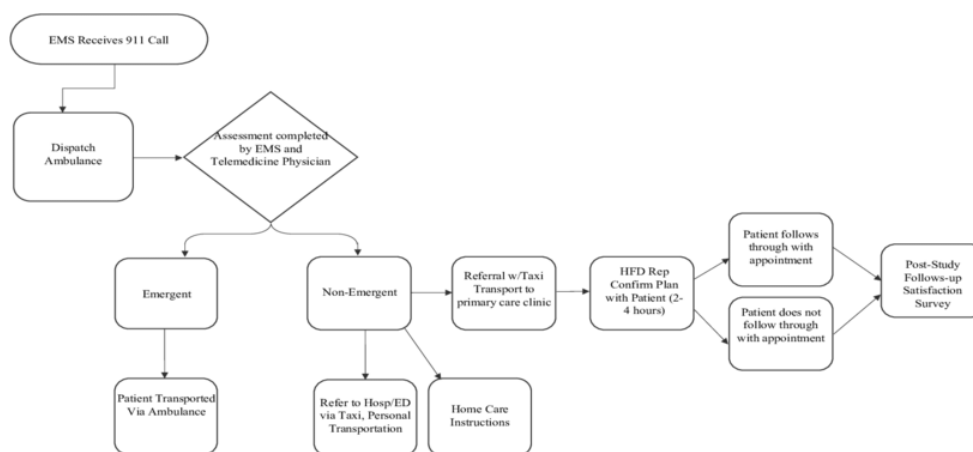 EMS Receives 911 Call
Dispatch
Ambulance
Assessment completed
by EMS and
Telemedicine Physician
Emergent
Non-Emergent
Referral w/Taxi
Transport to
primary care clinic
HFD Rep
Confirm Plan
with Patient (2-
4 hours)
Patient follows
through with
appointment
Patient does not
follow through
with appointment
Post-Study
Follows-up
Satisfaction
Survey
Patient Transported
Via Ambulance
Refer to Hosp/ED
via Taxi, Personal
Transportation
Home Care
Instructions